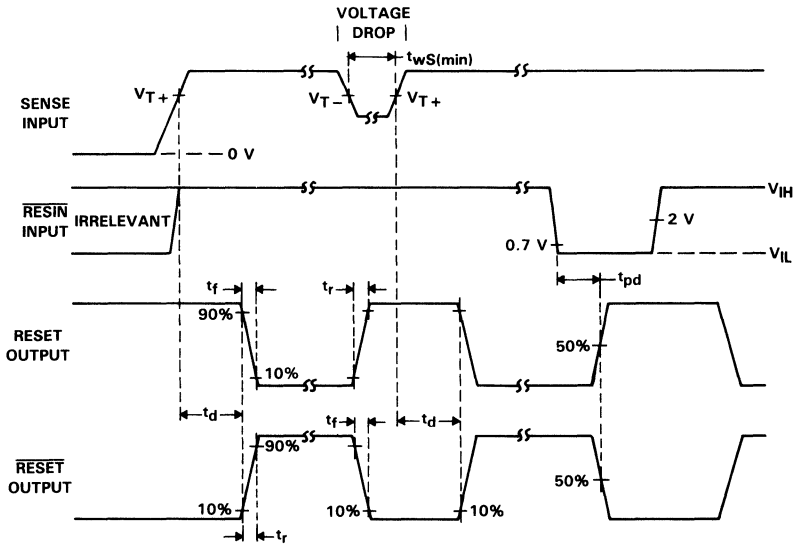 VOLTAGE
DROP
twS(min)
SENSE
INPUT
VT+
VT−
VT+
0 V
RESIN
INPUT
IRRELEVANT
VIH
2 V
0.7 V
VIL
tpd
RESET
OUTPUT
tf
90%
10%
tr
50%
td
tf
td
RESET
OUTPUT
90%
10%
tr
10%
10%
50%